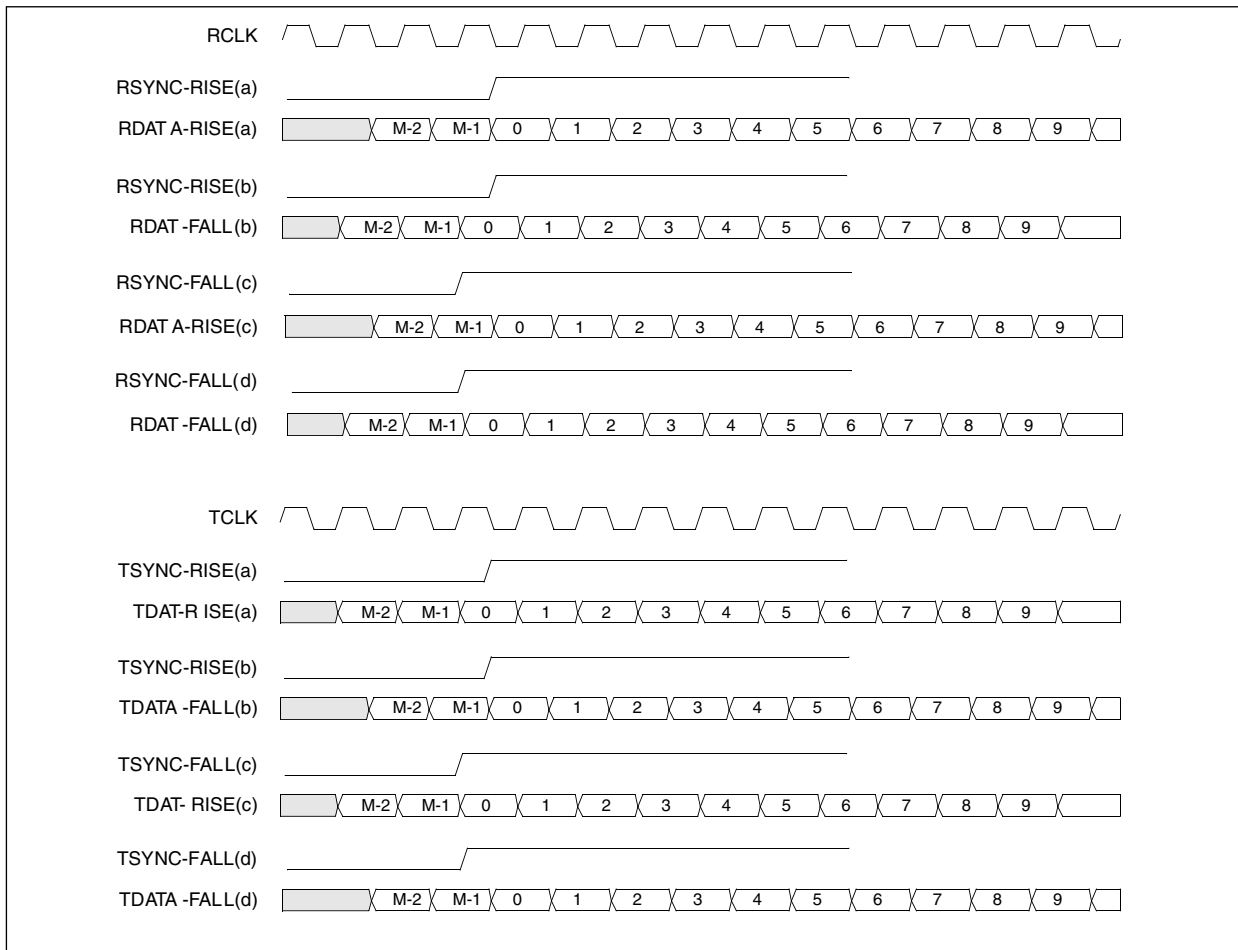 RCLK
RSYNC-RISE(a)
RDAT A-RISE(a) M-2 M-1 0 1 2 3 4 5 6 7 8 9
RSYNC-RISE(b)
RDAT -FALL(b) M-2 M-1 0 1 2 3 4 5 6 7 8 9
RSYNC-FALL(c)
RDAT A-RISE(c) M-2 M-1 0 1 2 3 4 5 6 7 8 9
RSYNC-FALL(d)
RDAT -FALL(d) M-2 M-1 0 1 2 3 4 5 6 7 8 9
TCLK
TSYNC-RISE(a)
TDAT-R ISE(a) M-2 M-1 0 1 2 3 4 5 6 7 8 9
TSYNC-RISE(b)
TDATA -FALL(b) M-2 M-1 0 1 2 3 4 5 6 7 8 9
TSYNC-FALL(c)
TDAT- RISE(c) M-2 M-1 0 1 2 3 4 5 6 7 8 9
TSYNC-FALL(d)
TDATA -FALL(d) M-2 M-1 0 1 2 3 4 5 6 7 8 9